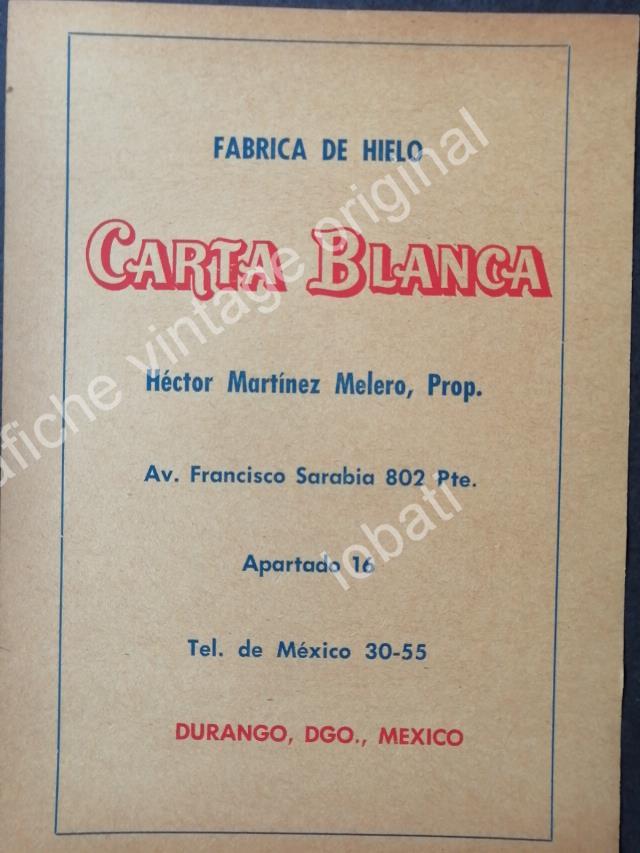 FABRICA DE HIELO
CARTA BLANCA
Héctor Martínez Melero, Prop.
Av. Francisco Sarabia 802 Pte.
Apartado 16
Tel. de México 30-55
DURANGO, DGO., MEXICO
afiche vintage original
lobati